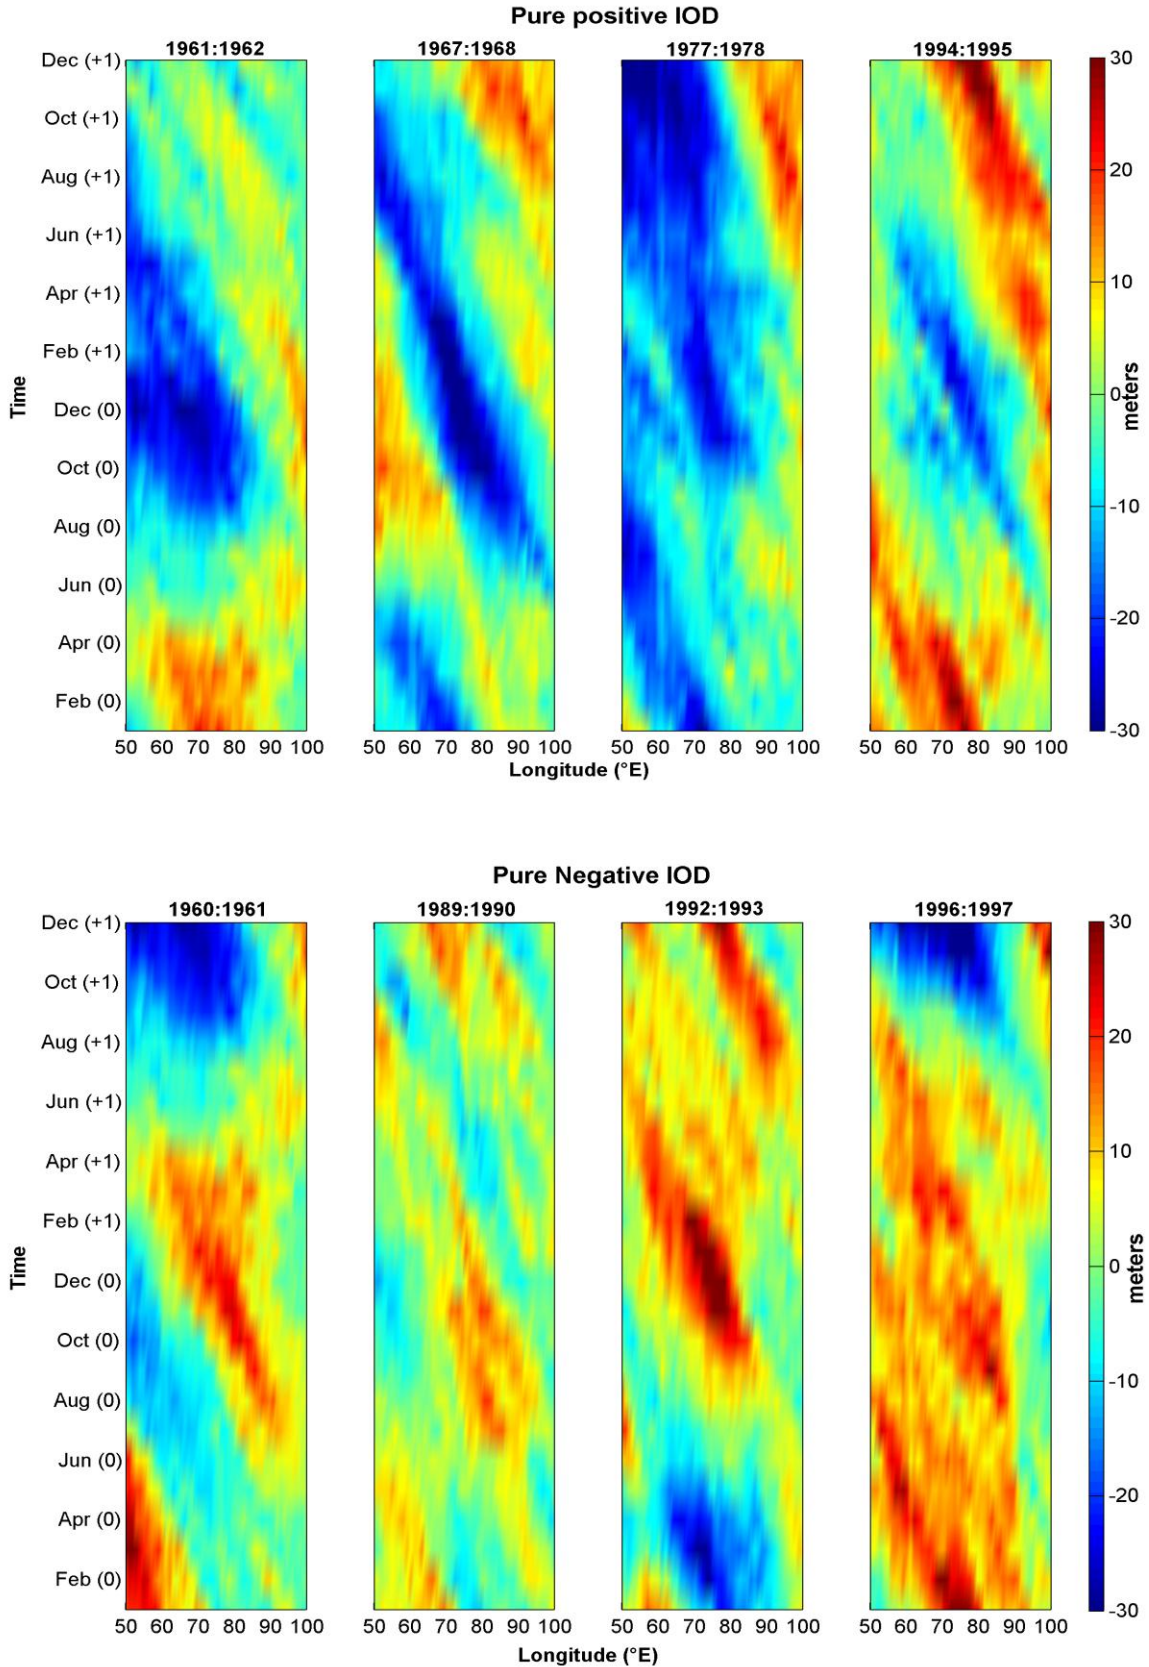 Pure positive IOD
1961:1962 1967:1968 1977:1978 1994:1995
Dec (+1)
Oct (+1)
Aug (+1)
Jun (+1)
Apr (+1)
Feb (+1)
Dec (0)
Oct (0)
Aug (0)
Jun (0)
Apr (0)
Feb (0)
Time
30
20
10
0
-10
-20
-30
meters
50 60 70 80 90 100 50 60 70 80 90 100 50 60 70 80 90 100 50 60 70 80 90 100
Longitude (°E)
Pure Negative IOD
1960:1961 1989:1990 1992:1993 1996:1997
Dec (+1)
Oct (+1)
Aug (+1)
Jun (+1)
Apr (+1)
Feb (+1)
Dec (0)
Oct (0)
Aug (0)
Jun (0)
Apr (0)
Feb (0)
Time
30
20
10
0
-10
-20
-30
meters
50 60 70 80 90 100 50 60 70 80 90 100 50 60 70 80 90 100 50 60 70 80 90 100
Longitude (°E)